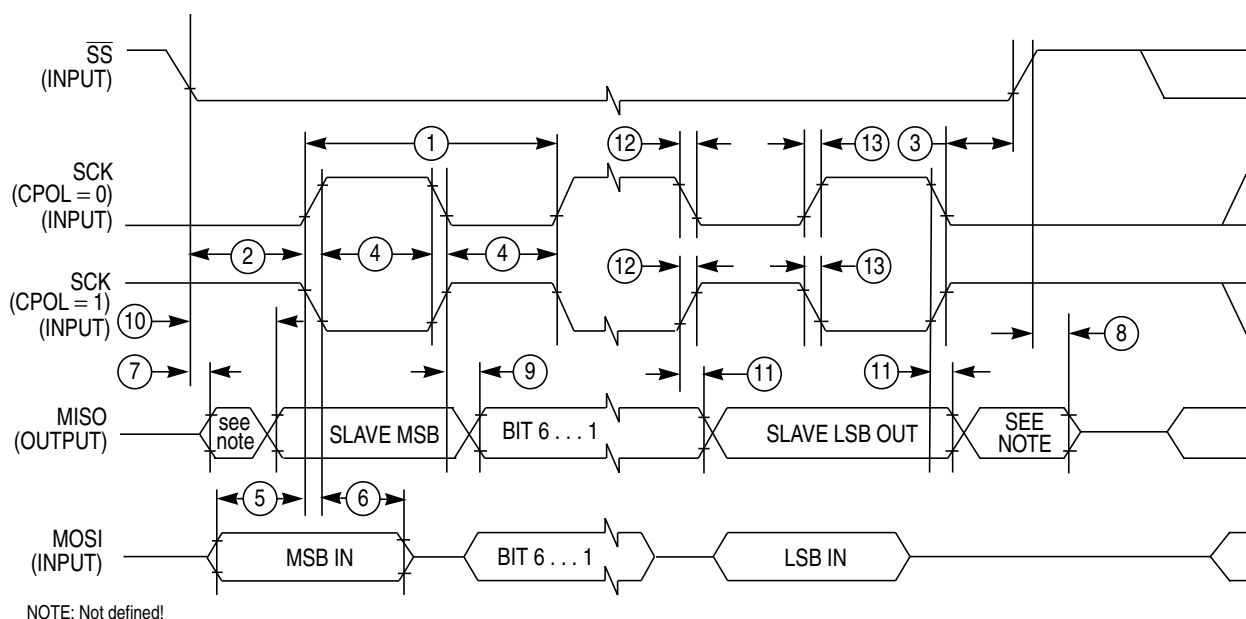 SS
(INPUT)
1
12
13
3
SCK
(CPOL = 0)
(INPUT)
2
4
4
12
13
SCK
(CPOL = 1)
(INPUT)
10
8
7
9
11
11
MISO
(OUTPUT)
see
note
SLAVE MSB
BIT 6 . . . 1
SLAVE LSB OUT
SEE
NOTE
5
6
MOSI
(INPUT)
MSB IN
BIT 6 . . . 1
LSB IN
NOTE: Not defined!